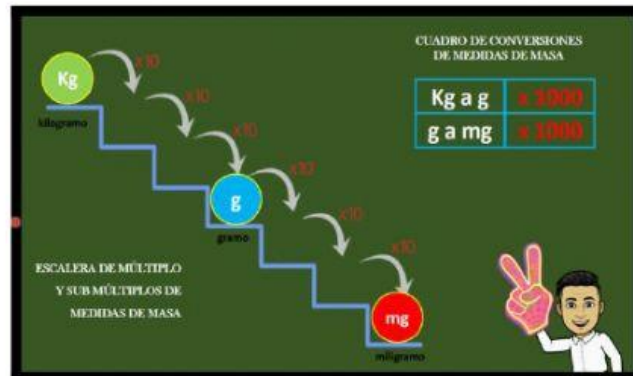 CUADRO DE CONVERSIONES
DE MEDIDAS DE MASA
Kg a g x 1000
g a mg x 1000
Kg
kilogramo
x10
x10
x10
g
gramo
x10
x10
x10
mg
miligramo
ESCALERA DE MÚLTIPLO
Y SUB MÚLTIPLOS DE
MEDIDAS DE MASA